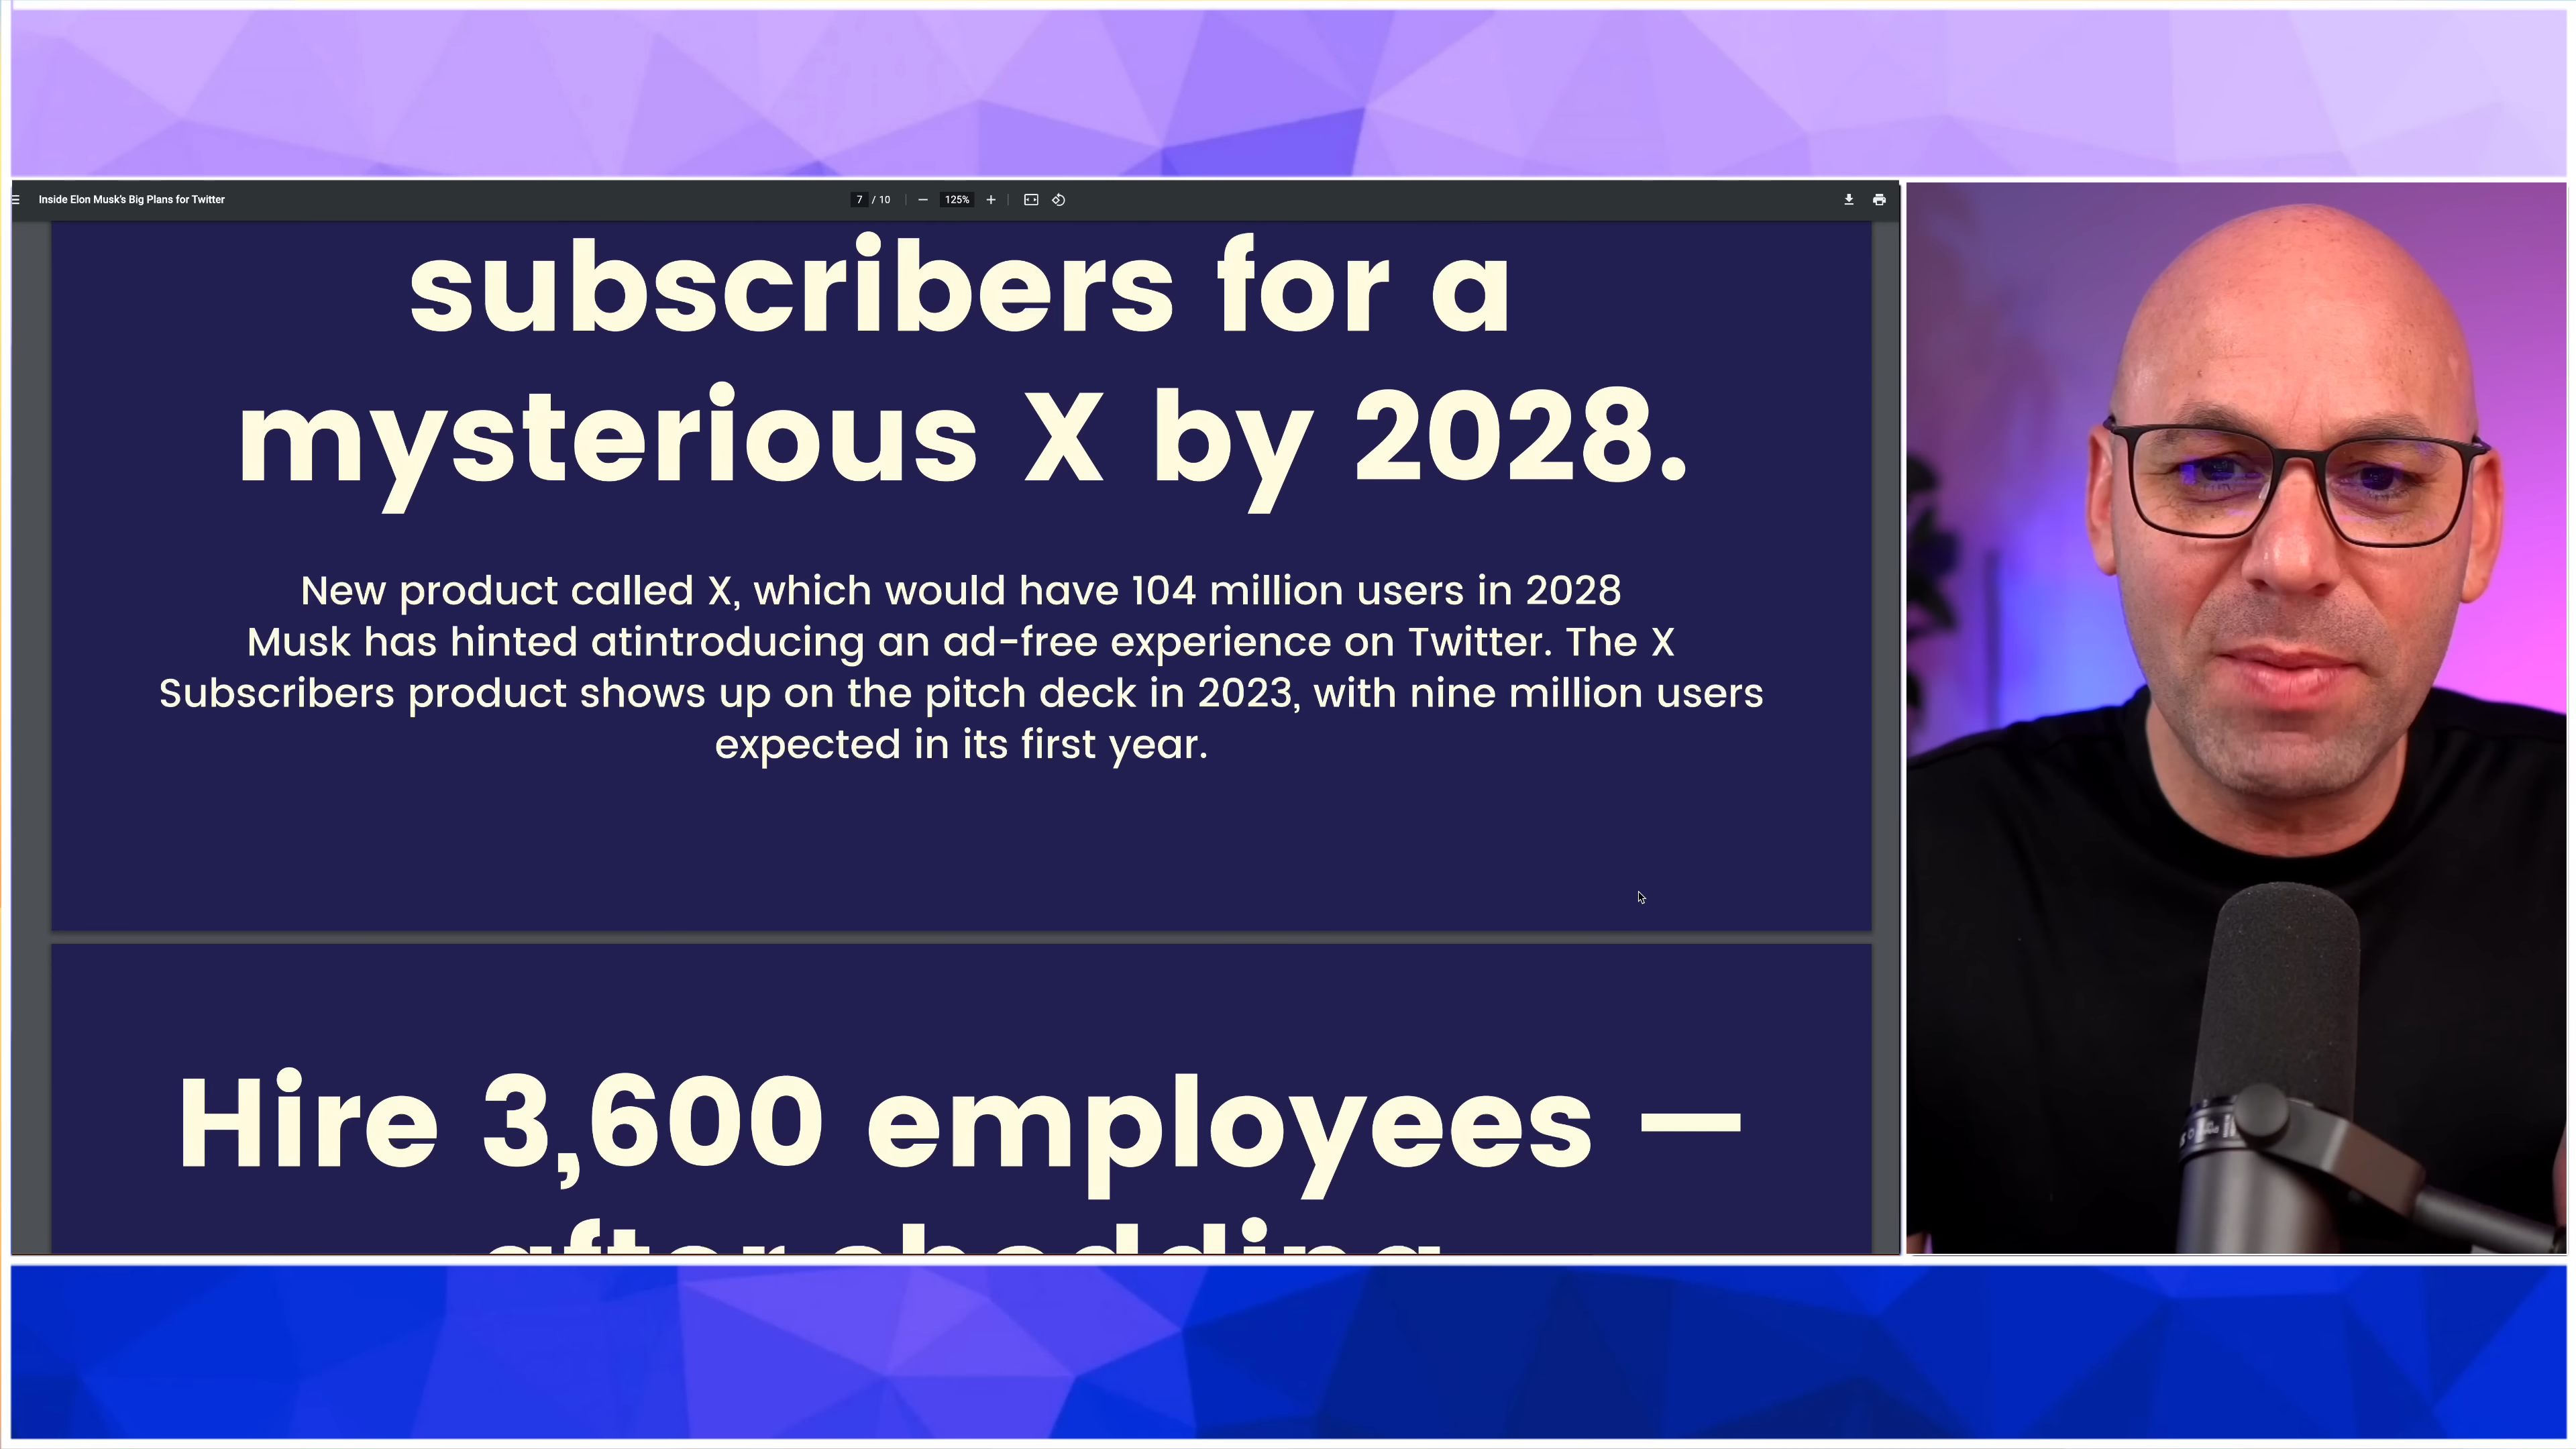 Inside Elon Musk's Big Plans for Twitter
7 / 10
125%
subscribers for a
mysterious X by 2028.
New product called X, which would have 104 million users in 2028
Musk has hinted atintroducing an ad-free experience on Twitter. The X
Subscribers product shows up on the pitch deck in 2023, with nine million users
expected in its first year.
Hire 3,600 employees —
after shedding